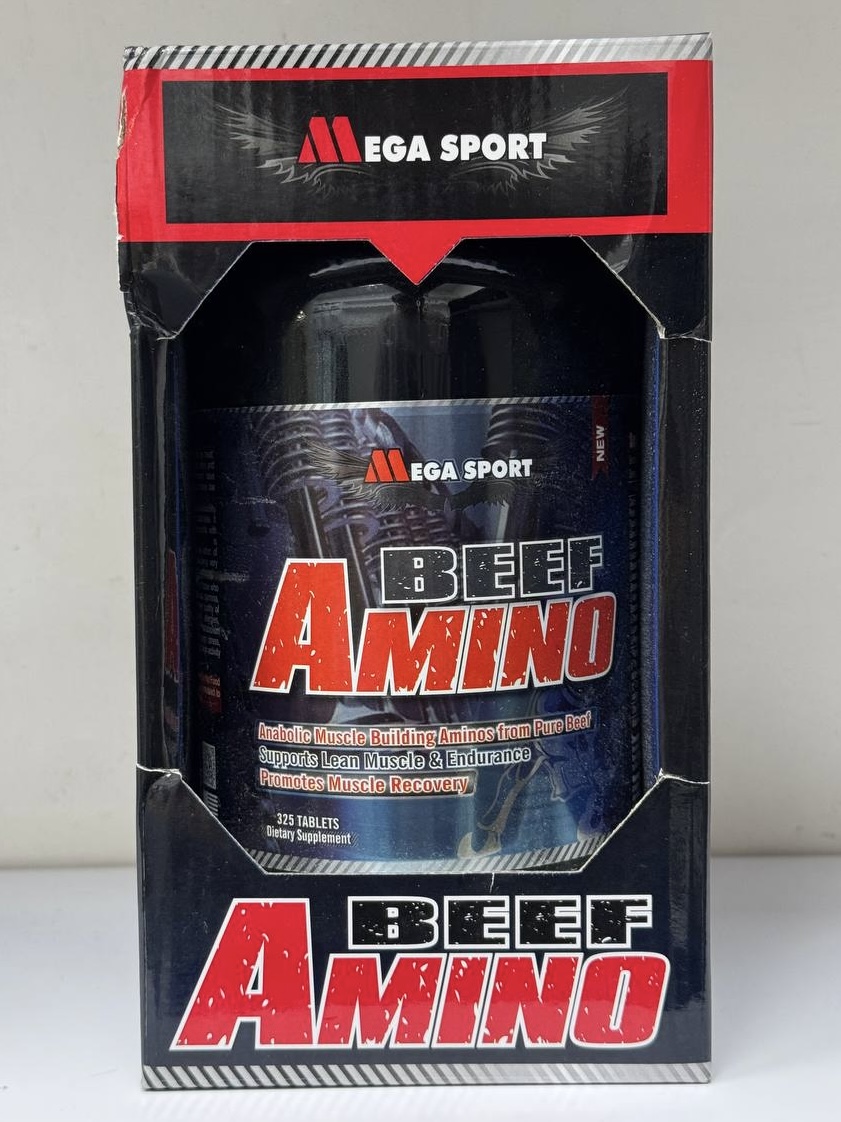 MEGA SPORT
NEW
MEGA SPORT
BEEF
AMINO
Anabolic Muscle Building Aminos from Pure Beef
Supports Lean Muscle & Endurance
Promotes Muscle Recovery
325 TABLETS
Dietary Supplement
BEEF
AMINO